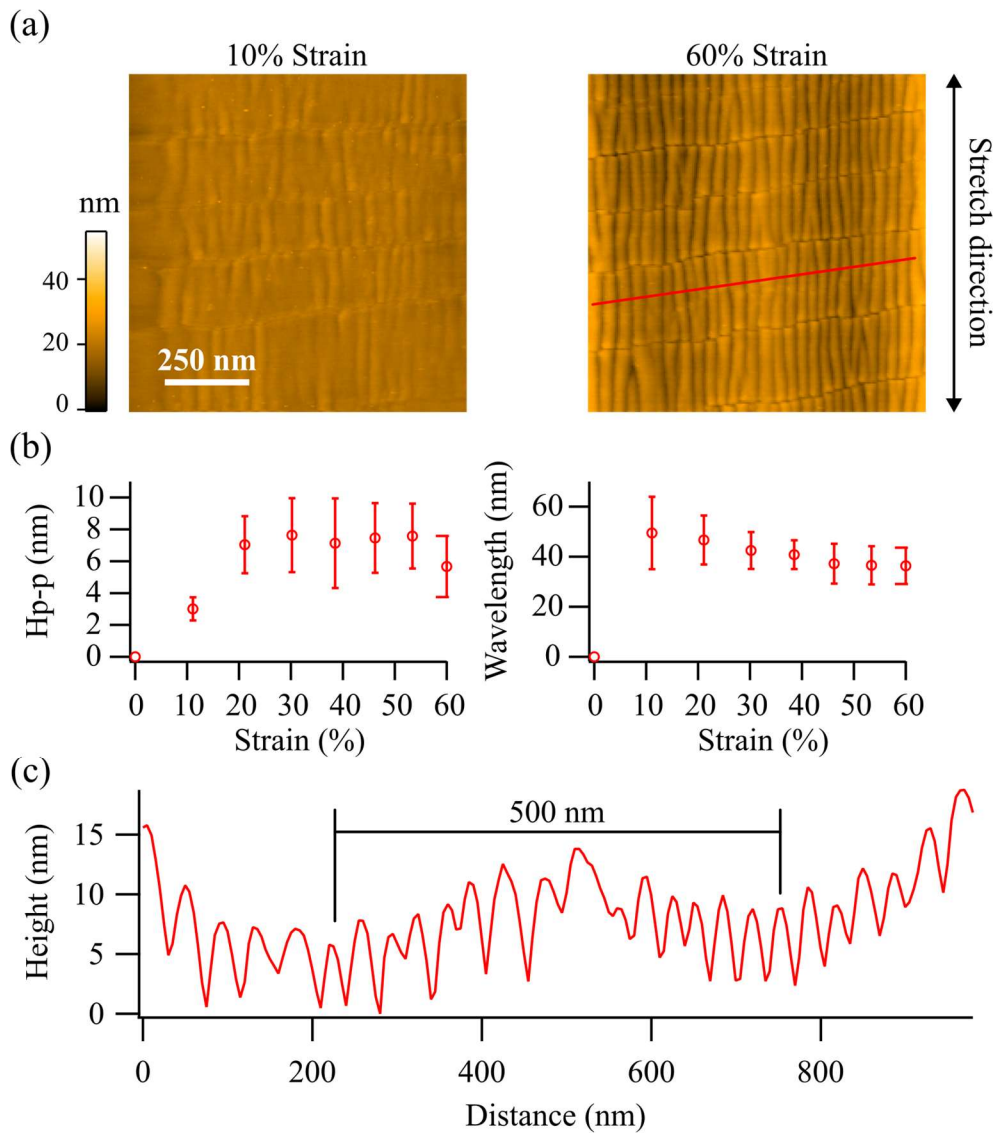 (a)
10% Strain
60% Strain
nm
40
20
0
250 nm
Stretch direction
(b)
Hp-p (nm)
10
8
6
4
2
0
0 10 20 30 40 50 60
Strain (%)
Wavelength (nm)
60
40
20
0
0 10 20 30 40 50 60
Strain (%)
(c)
500 nm
Height (nm)
15
10
5
0
0 200 400 600 800
Distance (nm)